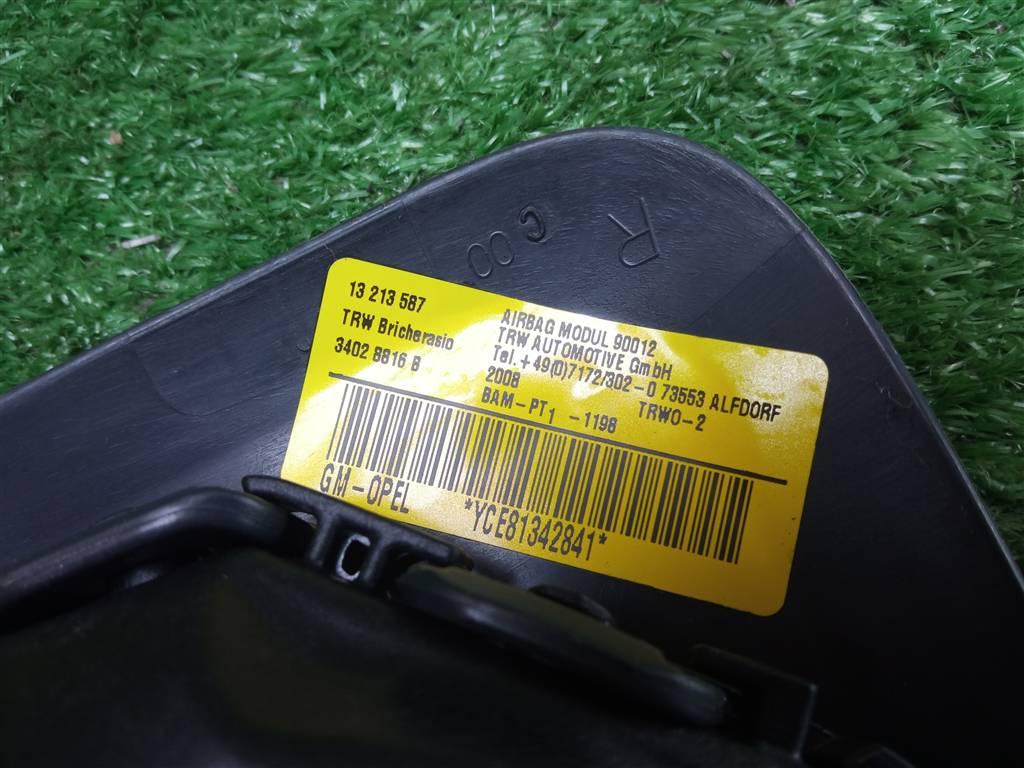 R
C 00
13 213 587
TRW Bricherasio
3402 8816 B
AIRBAG MODUL 90012
TRW AUTOMOTIVE GmbH
Tel.+49(0)7172/302-0 73553 ALFDORF
2008 TRWO-2
BAM-PT1 -1198
GM-OPEL *YCE81342841*